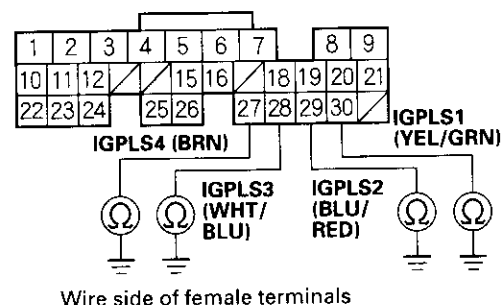 1 2 3 4 5 6 7 8 9
10 11 12 15 16 18 19 20 21
22 23 24 25 26 27 28 29 30
IGPLS4 (BRN)
IGPLS1
(YEL/GRN)
IGPLS3
(WHT/
BLU)
IGPLS2
(BLU/
RED)
Ω Ω Ω Ω
Wire side of female terminals